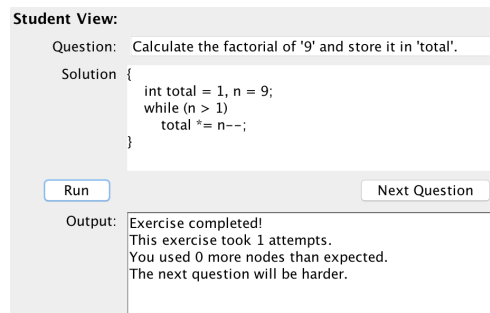 Student View:
Question: Calculate the factorial of '9' and store it in 'total'.
Solution {
int total = 1, n = 9;
while (n > 1)
total *= n--;
}
Run Next Question
Output: Exercise completed!
This exercise took 1 attempts.
You used 0 more nodes than expected.
The next question will be harder.